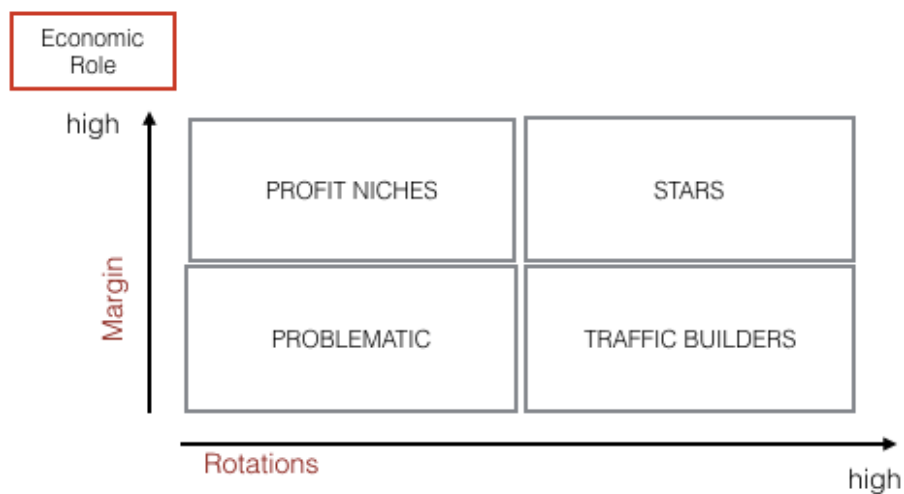 Economic
Role
high
PROFIT NICHES
STARS
Margin
PROBLEMATIC
TRAFFIC BUILDERS
Rotations
high